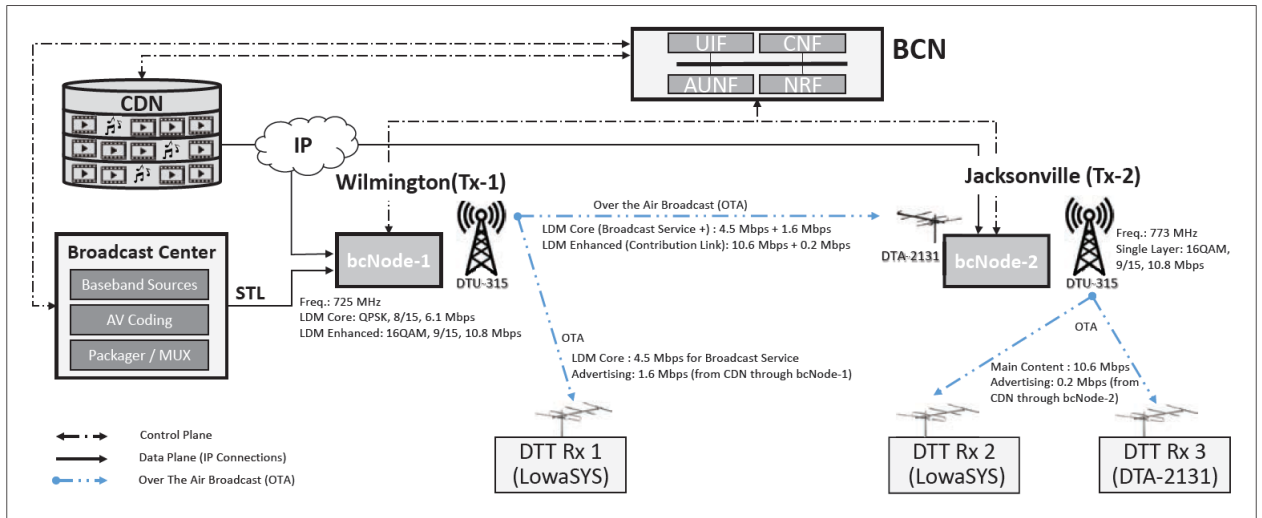 UIF
CNF
BCN
AUNF
NRF
CDN
IP
Wilmington(Tx-1)
Jacksonville (Tx-2)
Over the Air Broadcast (OTA)
LDM Core (Broadcast Service +) : 4.5 Mbps + 1.6 Mbps
LDM Enhanced (Contribution Link): 10.6 Mbps + 0.2 Mbps
DTA-2131
Freq.: 773 MHz
Single Layer: 16QAM,
9/15, 10.8 Mbps
Broadcast Center
Baseband Sources
AV Coding
Packager / MUX
STL
bcNode-1
DTU-315
bcNode-2
DTU-315
Freq.: 725 MHz
LDM Core: QPSK, 8/15, 6.1 Mbps
LDM Enhanced: 16QAM, 9/15, 10.8 Mbps
OTA
OTA
LDM Core : 4.5 Mbps for Broadcast Service
Advertising: 1.6 Mbps (from CDN through bcNode-1)
Main Content : 10.6 Mbps
Advertising: 0.2 Mbps (from
CDN through bcNode-2)
DTT Rx 1
(LowaSYS)
DTT Rx 2
(LowaSYS)
DTT Rx 3
(DTA-2131)
Control Plane
Data Plane (IP Connections)
Over The Air Broadcast (OTA)